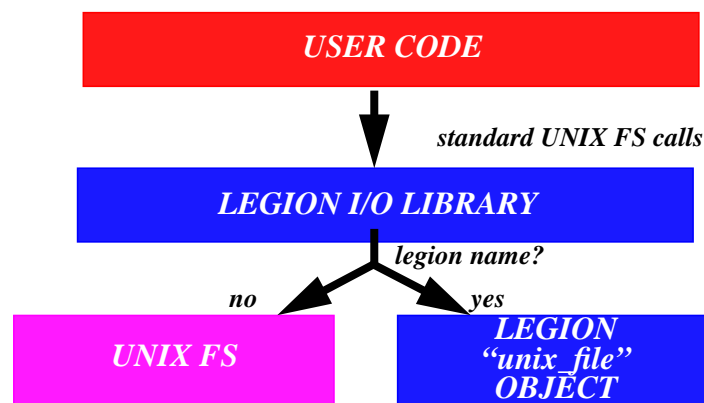 USER CODE
standard UNIX FS calls
LEGION I/O LIBRARY
legion name?
no
yes
UNIX FS
LEGION
“unix_file”
OBJECT